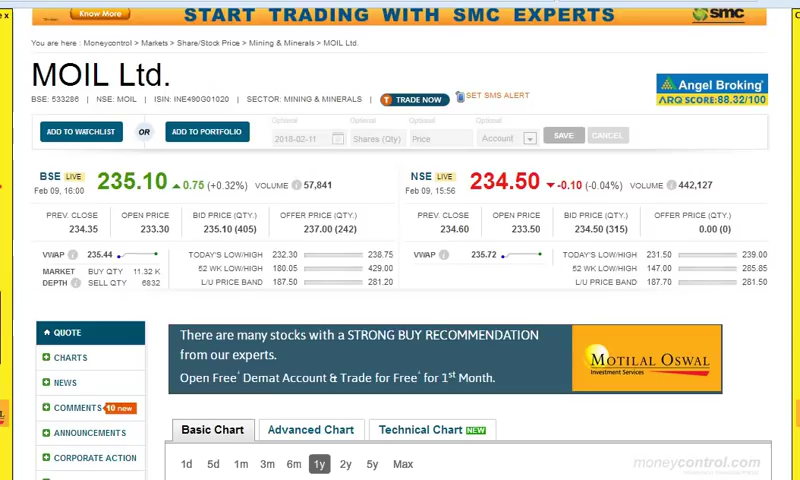 Know More
START TRADING WITH SMC EXPERTS
smc
You are here : Moneycontrol > Markets > Share/Stock Price > Mining & Minerals > MOIL Ltd.
MOIL Ltd.
BSE: 533286 | NSE: MOIL | ISIN: INE490G01020 | SECTOR: MINING & MINERALS | TRADE NOW SET SMS ALERT
Angel Broking
ARQ SCORE:88.32/100
Optional Optional Optional Optional
ADD TO WATCHLIST OR ADD TO PORTFOLIO 2018-02-11 Shares (Qty) Price Account SAVE CANCEL
BSE LIVE 235.10 0.75 (+0.32%) VOLUME 57,841
Feb 09, 16:00
NSE LIVE 234.50 -0.10 (-0.04%) VOLUME 442,127
Feb 09, 15:56
PREV. CLOSE OPEN PRICE BID PRICE (QTY.) OFFER PRICE (QTY.)
234.35 233.30 235.10 (405) 237.00 (242)
PREV. CLOSE OPEN PRICE BID PRICE (QTY.) OFFER PRICE (QTY.)
234.60 233.50 234.50 (315) 0.00 (0)
VWAP 235.44
MARKET DEPTH BUY QTY 11.32 K
SELL QTY 6832
TODAY'S LOW/HIGH 232.30 238.75
52 WK LOW/HIGH 180.05 429.00
L/U PRICE BAND 187.50 281.20
VWAP 235.72
TODAY'S LOW/HIGH 231.50 239.00
52 WK LOW/HIGH 147.00 285.85
L/U PRICE BAND 187.70 281.50
QUOTE
CHARTS
NEWS
COMMENTS 10 new
ANNOUNCEMENTS
CORPORATE ACTION
There are many stocks with a STRONG BUY RECOMMENDATION
from our experts.
Open Free* Demat Account & Trade for Free* for 1st Month.
MOTILAL OSWAL
Investment Services
Basic Chart Advanced Chart Technical Chart NEW
1d 5d 1m 3m 6m 1y 2y 5y Max
moneycontrol.com